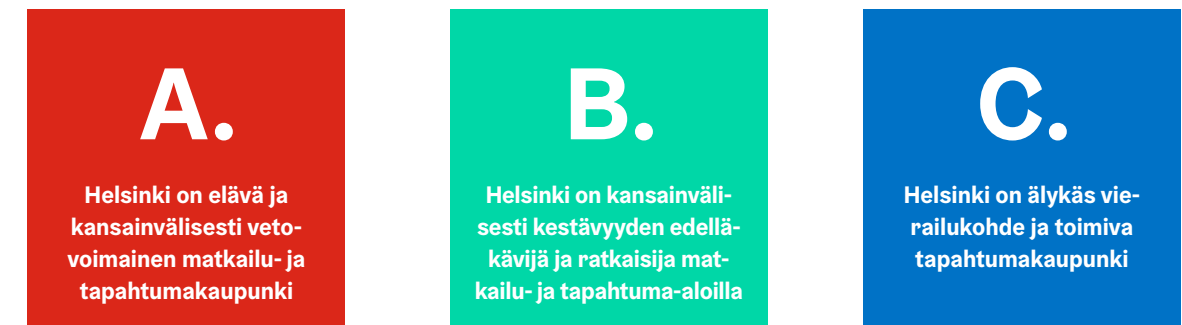 A.
Helsinki on elävä ja
kansainvälisesti veto-
voimainen matkailu- ja
tapahtumakaupunki
B.
Helsinki on kansainväli-
sesti kestävyyden edellä-
kävijä ja ratkaisija mat-
kailu- ja tapahtuma-aloilla
C.
Helsinki on älykäs vie-
railukohde ja toimiva
tapahtumakaupunki